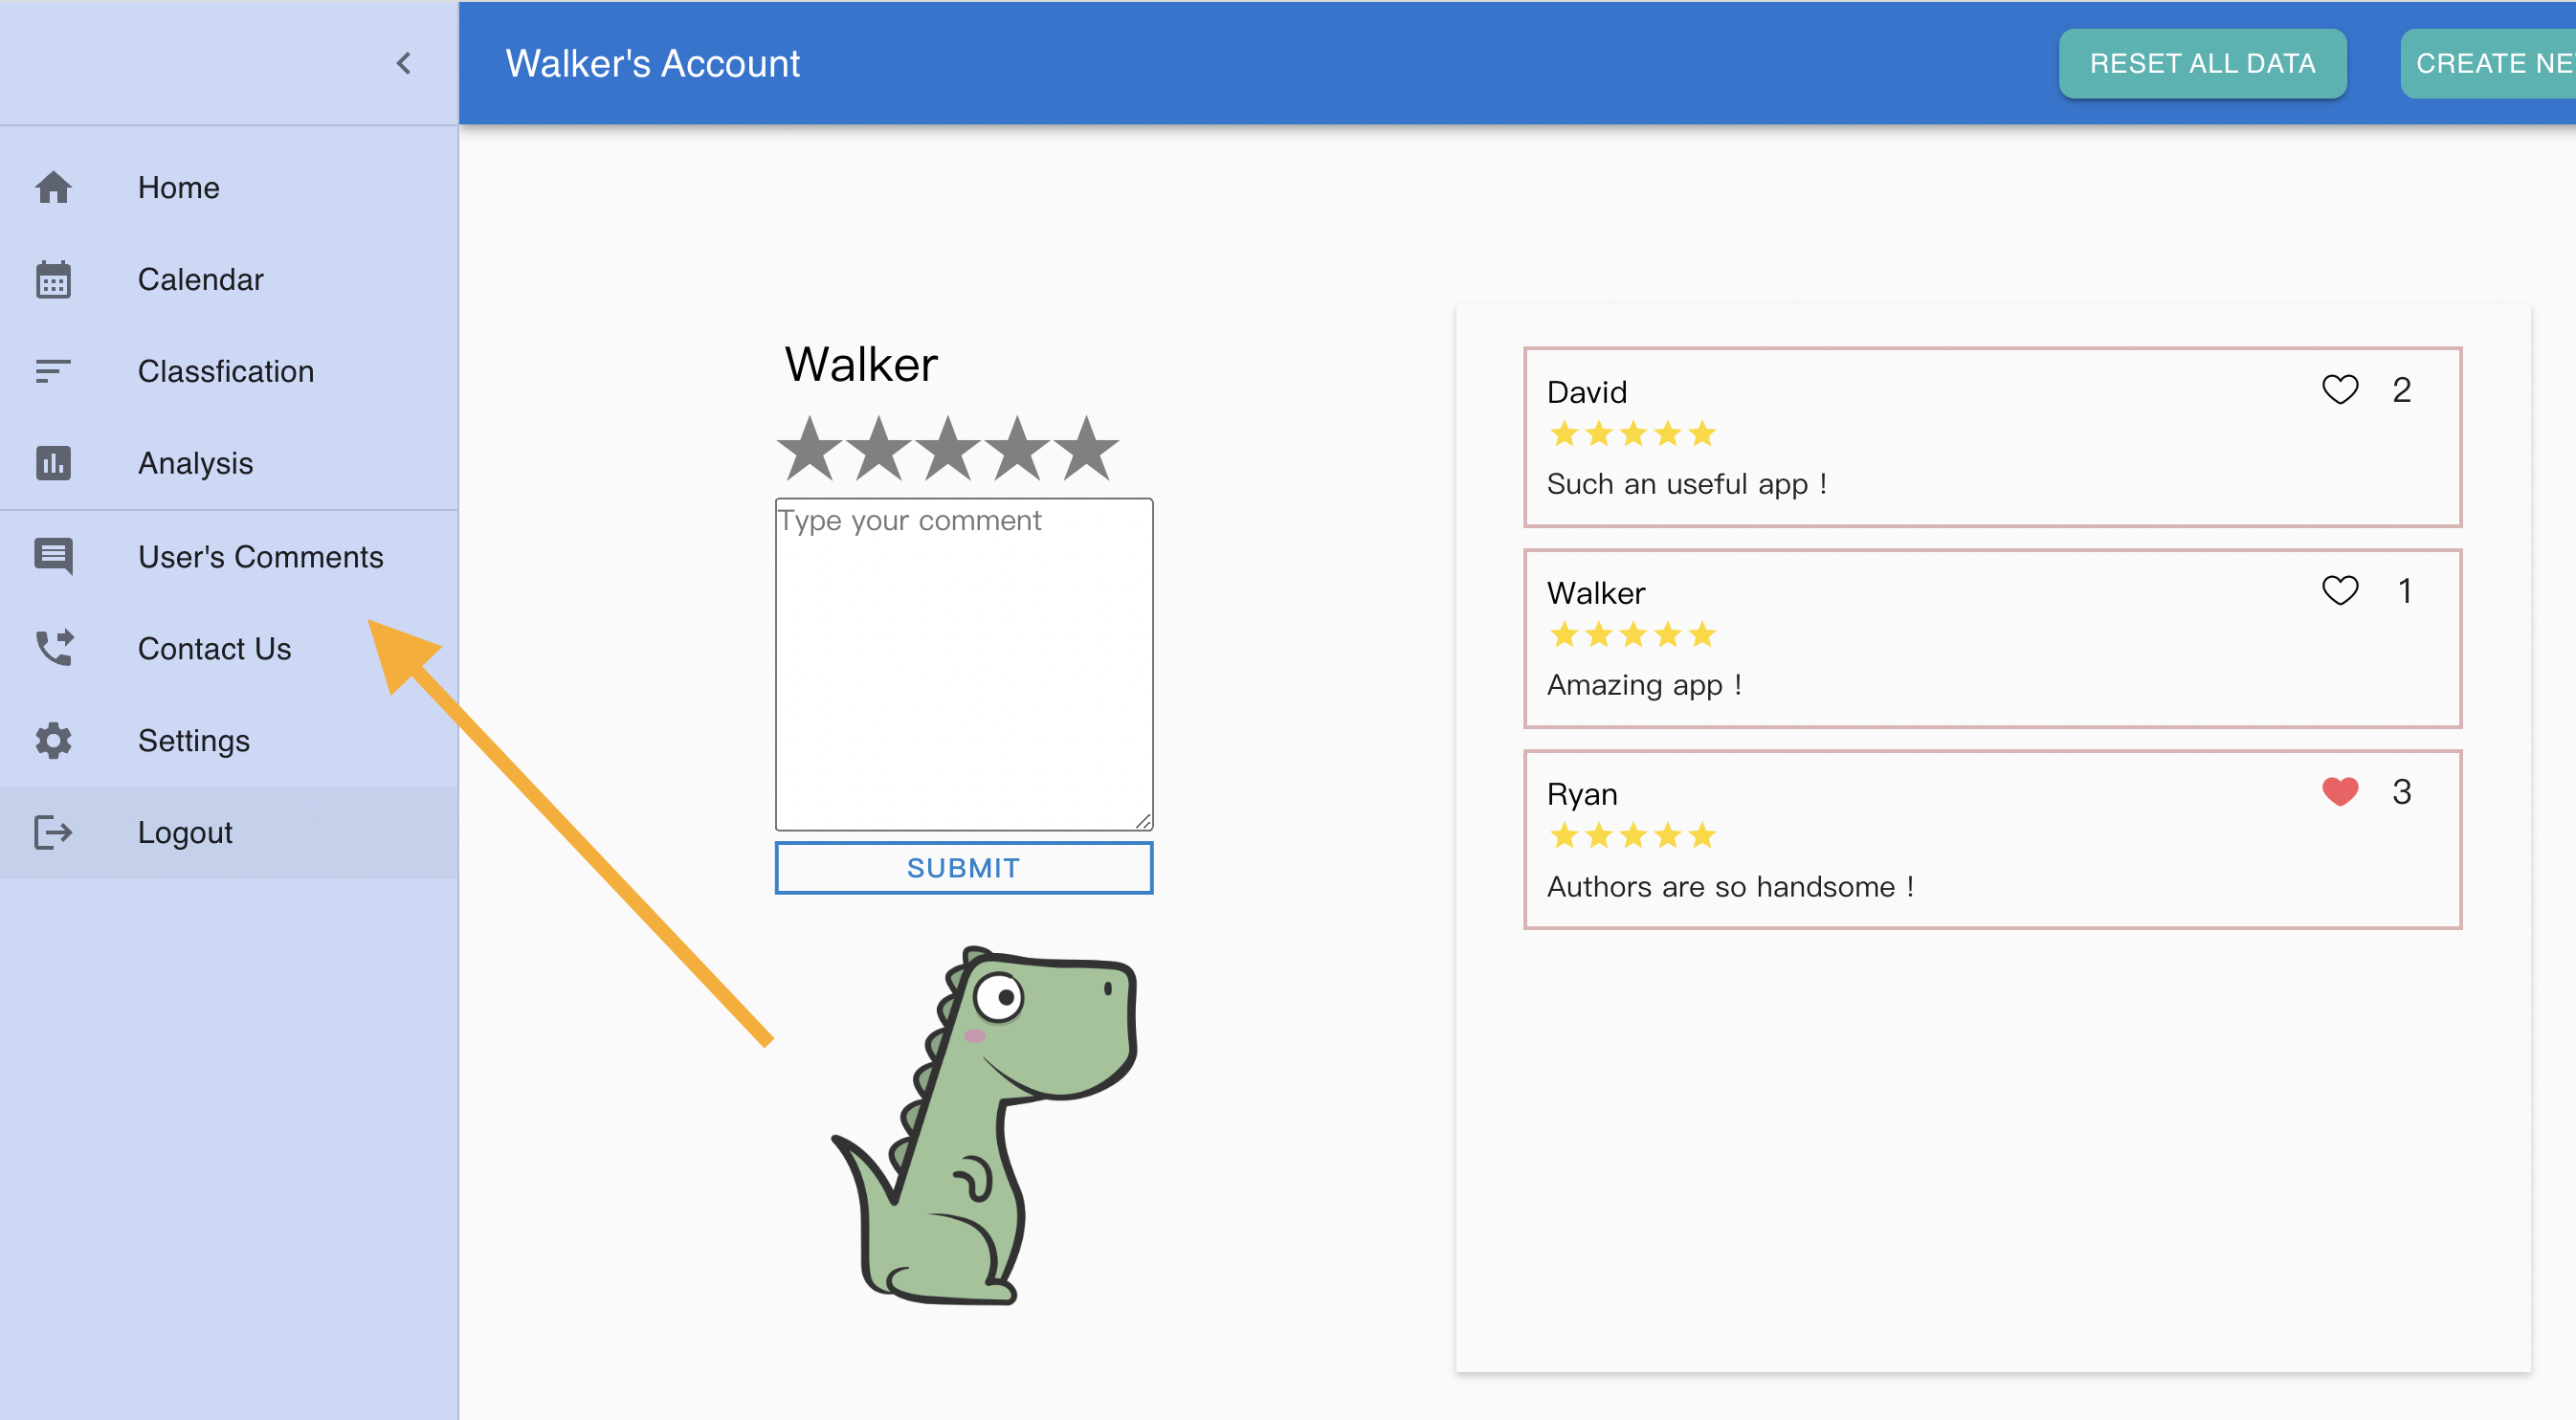 Walker's Account
RESET ALL DATA
CREATE NE
Home
Calendar
Classfication
Analysis
User's Comments
Contact Us
Settings
Logout
Walker
Type your comment
SUBMIT
David
2
Such an useful app !
Walker
1
Amazing app !
Ryan
3
Authors are so handsome !